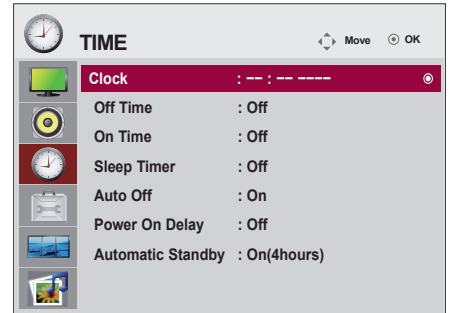 TIME Move OK
Clock : -- : -- ----
Off Time : Off
On Time : Off
Sleep Timer : Off
Auto Off : On
Power On Delay : Off
Automatic Standby : On(4hours)